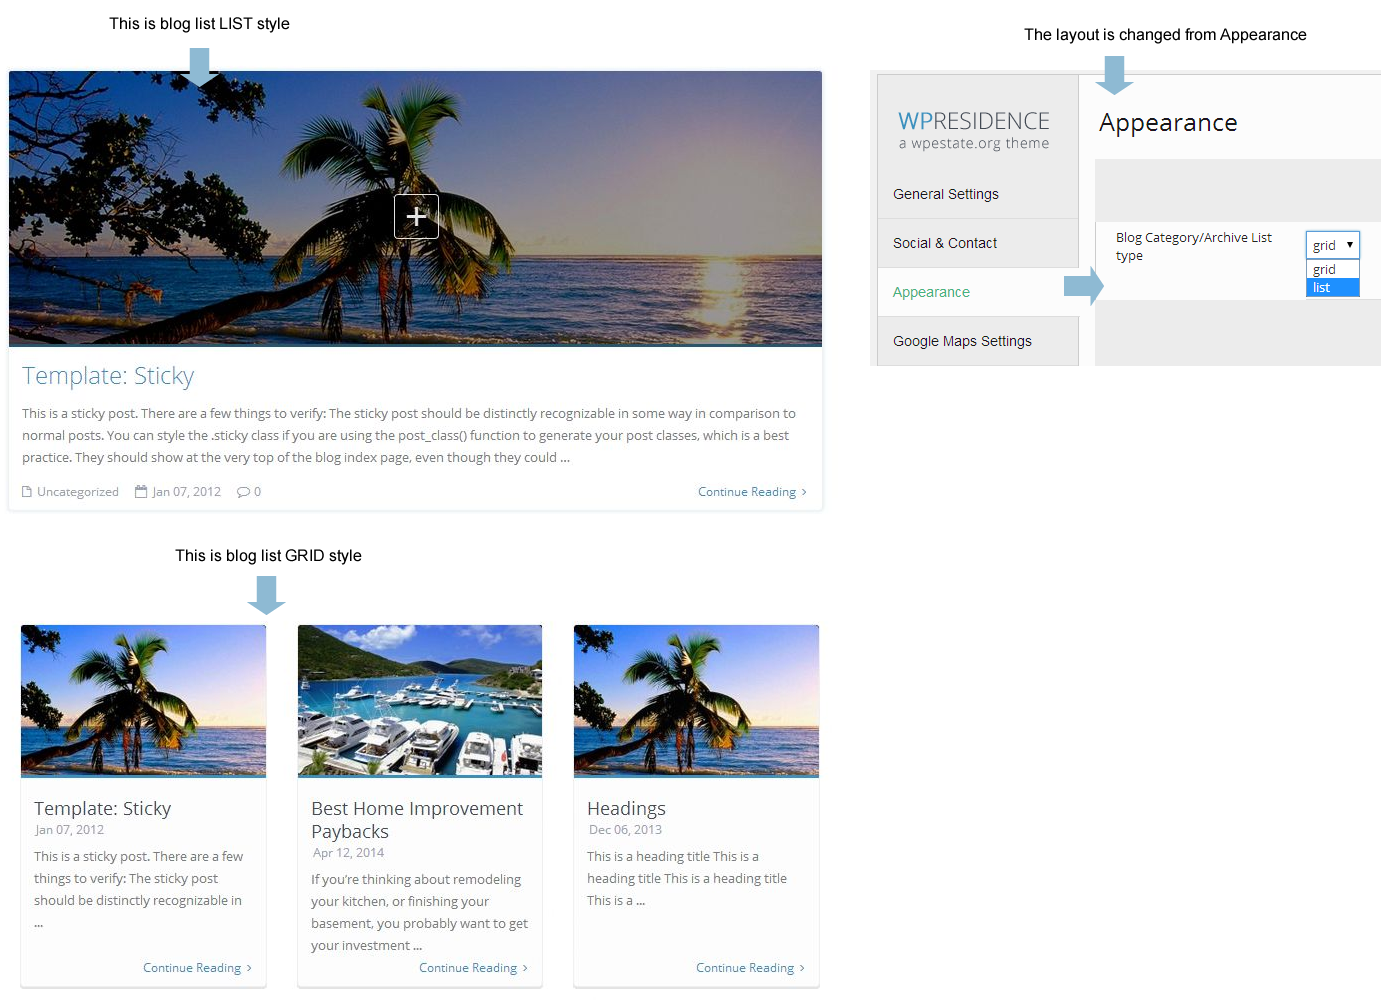 This is blog list LIST style
Template: Sticky
This is a sticky post. There are a few things to verify: The sticky post should be distinctly recognizable in some way in comparison to
normal posts. You can style the .sticky class if you are using the post_class() function to generate your post classes, which is a best
practice. They should show at the very top of the blog index page, even though they could ...
Uncategorized Jan 07, 2012 0 Continue Reading >
The layout is changed from Appearance
WPRESIDENCE
a wpestate.org theme
General Settings
Social & Contact
Appearance
Google Maps Settings
Appearance
Blog Category/Archive List
type
grid
grid
list
This is blog list GRID style
Template: Sticky
Jan 07, 2012
This is a sticky post. There are a few
things to verify: The sticky post
should be distinctly recognizable in
...
Continue Reading >
Best Home Improvement
Paybacks
Apr 12, 2014
If you’re thinking about remodeling
your kitchen, or finishing your
basement, you probably want to get
your investment ...
Continue Reading >
Headings
Dec 06, 2013
This is a heading title This is a
heading title This is a heading title
This is a ...
Continue Reading >